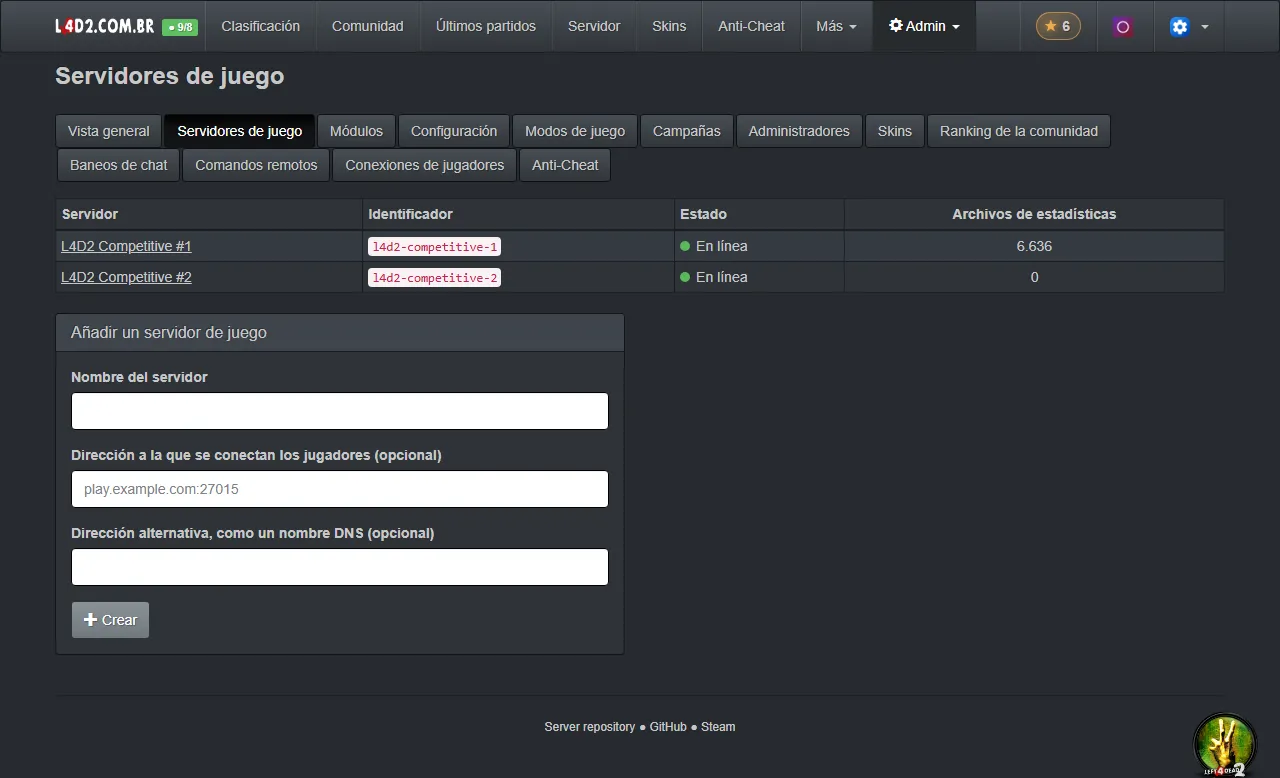 L4D2.COM.BR 9/8 Clasificación Comunidad Últimos partidos Servidor Skins Anti-Cheat Más Admin 6
Servidores de juego
Vista general Servidores de juego Módulos Configuración Modos de juego Campañas Administradores Skins Ranking de la comunidad
Baneos de chat Comandos remotos Conexiones de jugadores Anti-Cheat
Servidor Identificador Estado Archivos de estadísticas
L4D2 Competitive #1 l4d2-competitive-1 En línea 6.636
L4D2 Competitive #2 l4d2-competitive-2 En línea 0
Añadir un servidor de juego
Nombre del servidor
Dirección a la que se conectan los jugadores (opcional)
play.example.com:27015
Dirección alternativa, como un nombre DNS (opcional)
Crear
Server repository ● GitHub ● Steam
LEFT 4 DEAD 2